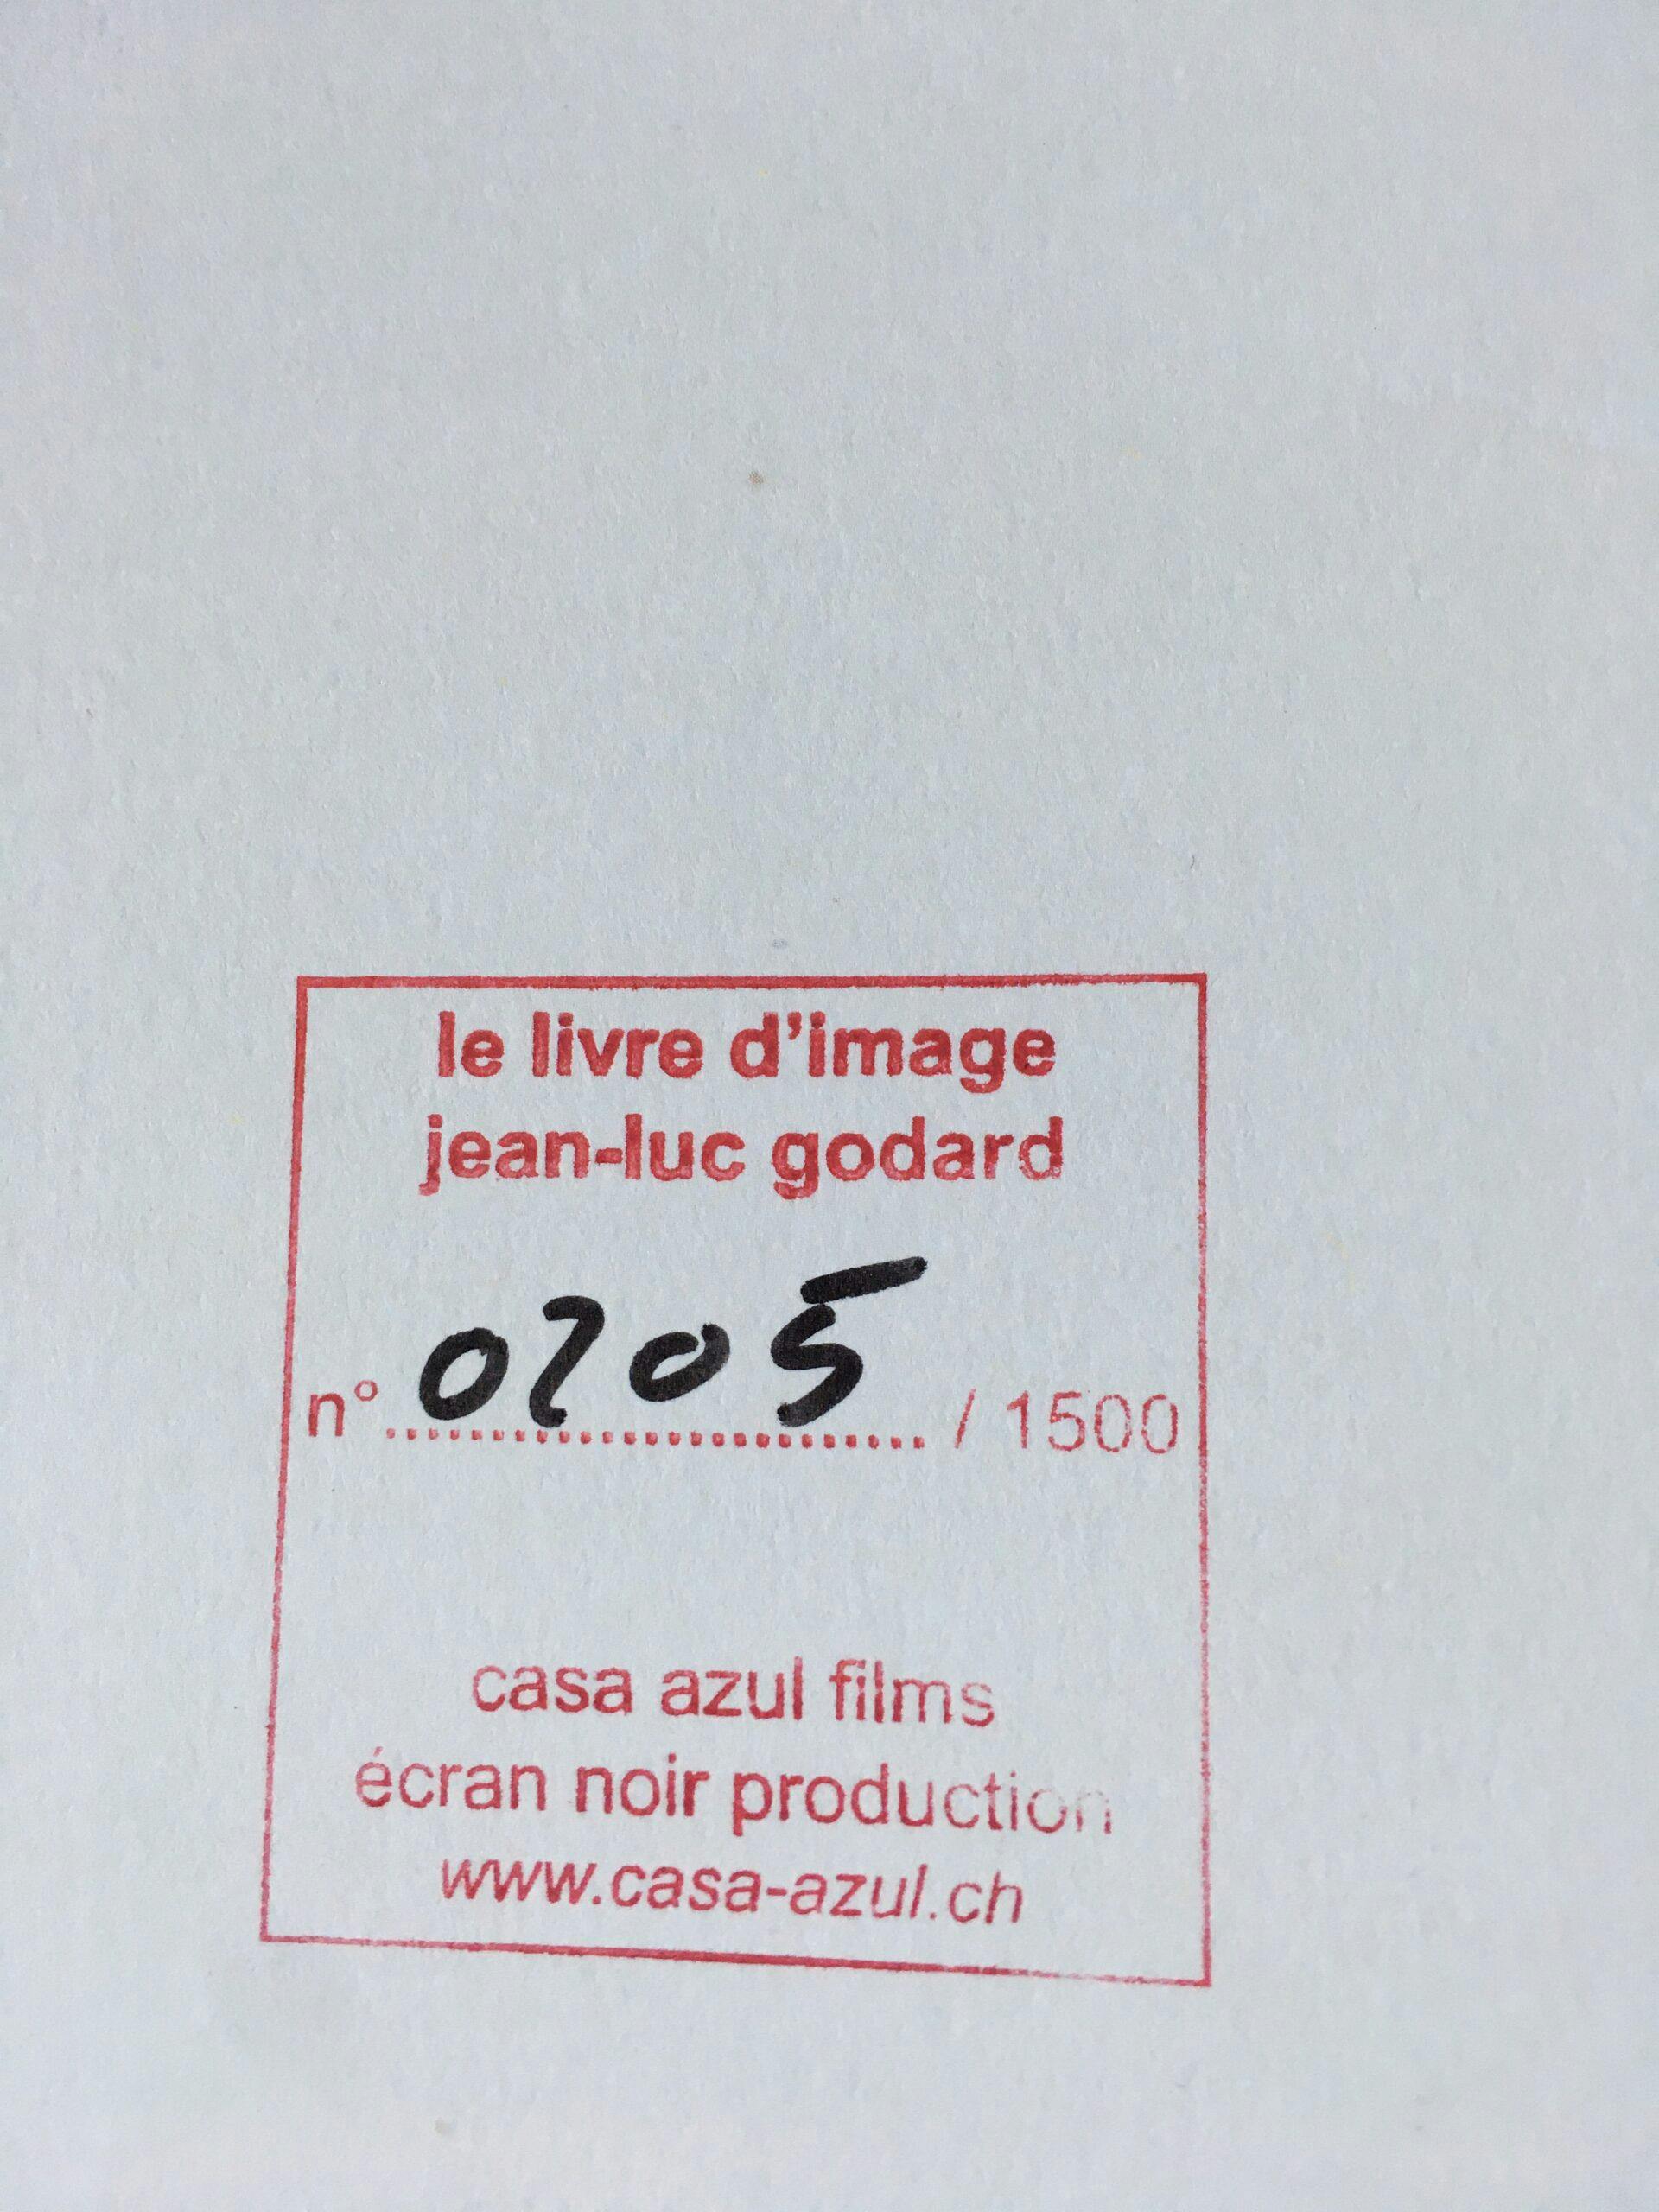 le livre d'image
jean-luc godard
n° 0205 / 1500
casa azul films
écran noir production
www.casa-azul.ch